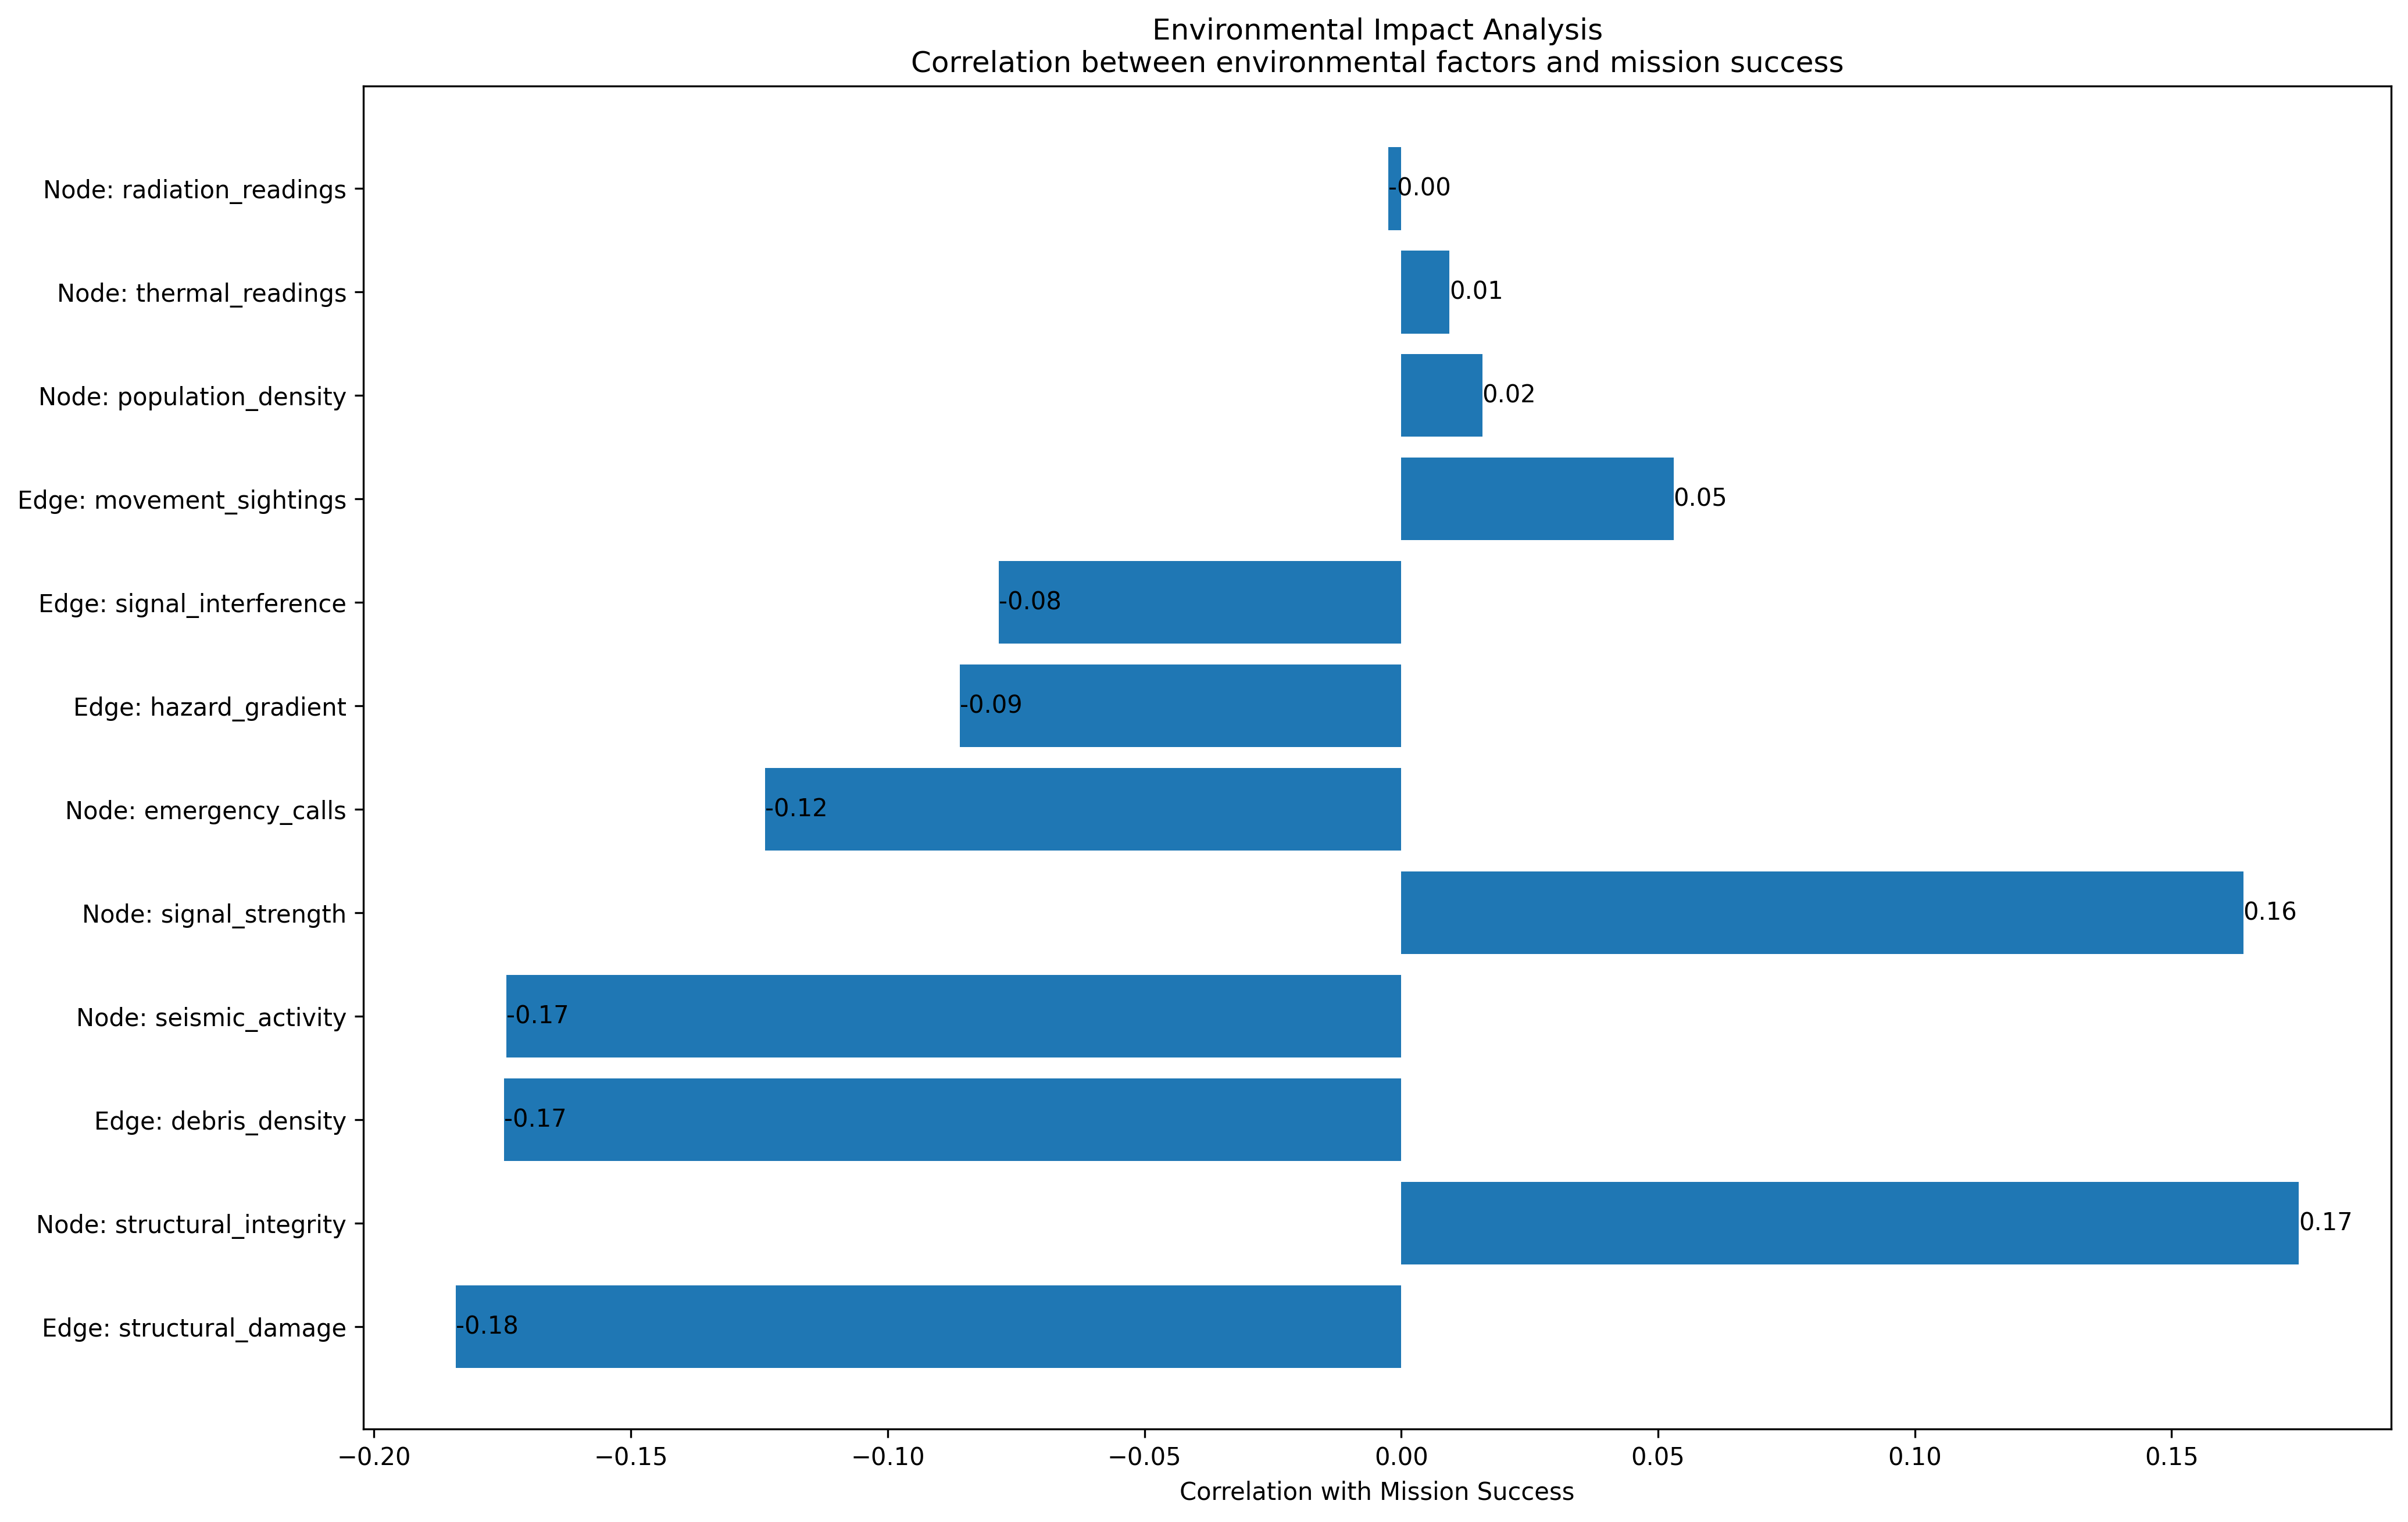 Environmental Impact Analysis
Correlation between environmental factors and mission success
Node: radiation_readings
-0.00
Node: thermal_readings
0.01
Node: population_density
0.02
Edge: movement_sightings
0.05
Edge: signal_interference
-0.08
Edge: hazard_gradient
-0.09
Node: emergency_calls
-0.12
Node: signal_strength
0.16
Node: seismic_activity
-0.17
Edge: debris_density
-0.17
Node: structural_integrity
0.17
Edge: structural_damage
-0.18
−0.20
−0.15
−0.10
−0.05
0.00
0.05
0.10
0.15
Correlation with Mission Success